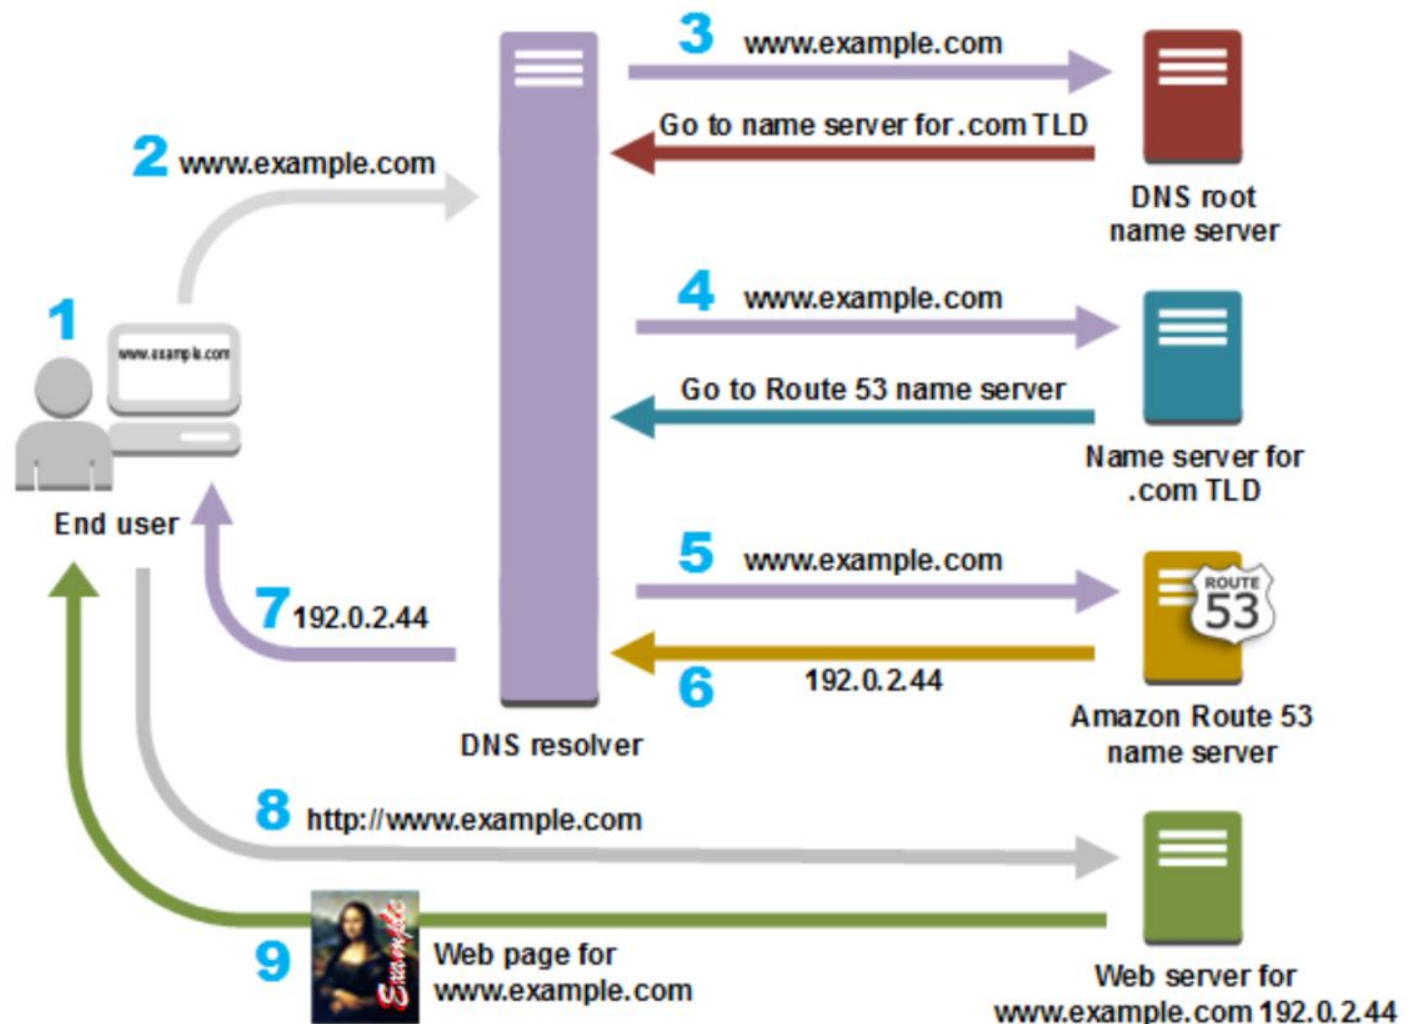 3 www.example.com
Go to name server for .com TLD
DNS root
name server
2 www.example.com
1
www.example.com
End user
4 www.example.com
Go to Route 53 name server
Name server for
.com TLD
5 www.example.com
ROUTE
53
6 192.0.2.44
Amazon Route 53
name server
7 192.0.2.44
DNS resolver
8 http://www.example.com
9
Example
Web page for
www.example.com
Web server for
www.example.com 192.0.2.44